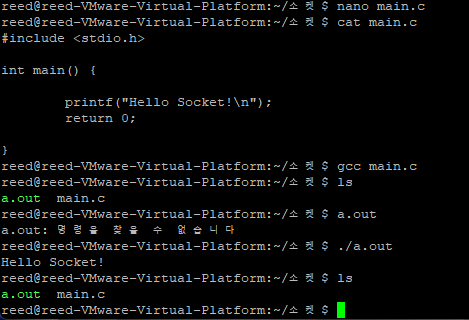 reed@reed-VMware-Virtual-Platform:~/소켓$ nano main.c
reed@reed-VMware-Virtual-Platform:~/소켓$ cat main.c
#include <stdio.h>
int main() {
printf("Hello Socket!\n");
return 0;
}
reed@reed-VMware-Virtual-Platform:~/소켓$ gcc main.c
reed@reed-VMware-Virtual-Platform:~/소켓$ ls
a.out  main.c
reed@reed-VMware-Virtual-Platform:~/소켓$ a.out
a.out: 명령을 찾을 수 없습니다
reed@reed-VMware-Virtual-Platform:~/소켓$ ./a.out
Hello Socket!
reed@reed-VMware-Virtual-Platform:~/소켓$ ls
a.out  main.c
reed@reed-VMware-Virtual-Platform:~/소켓$